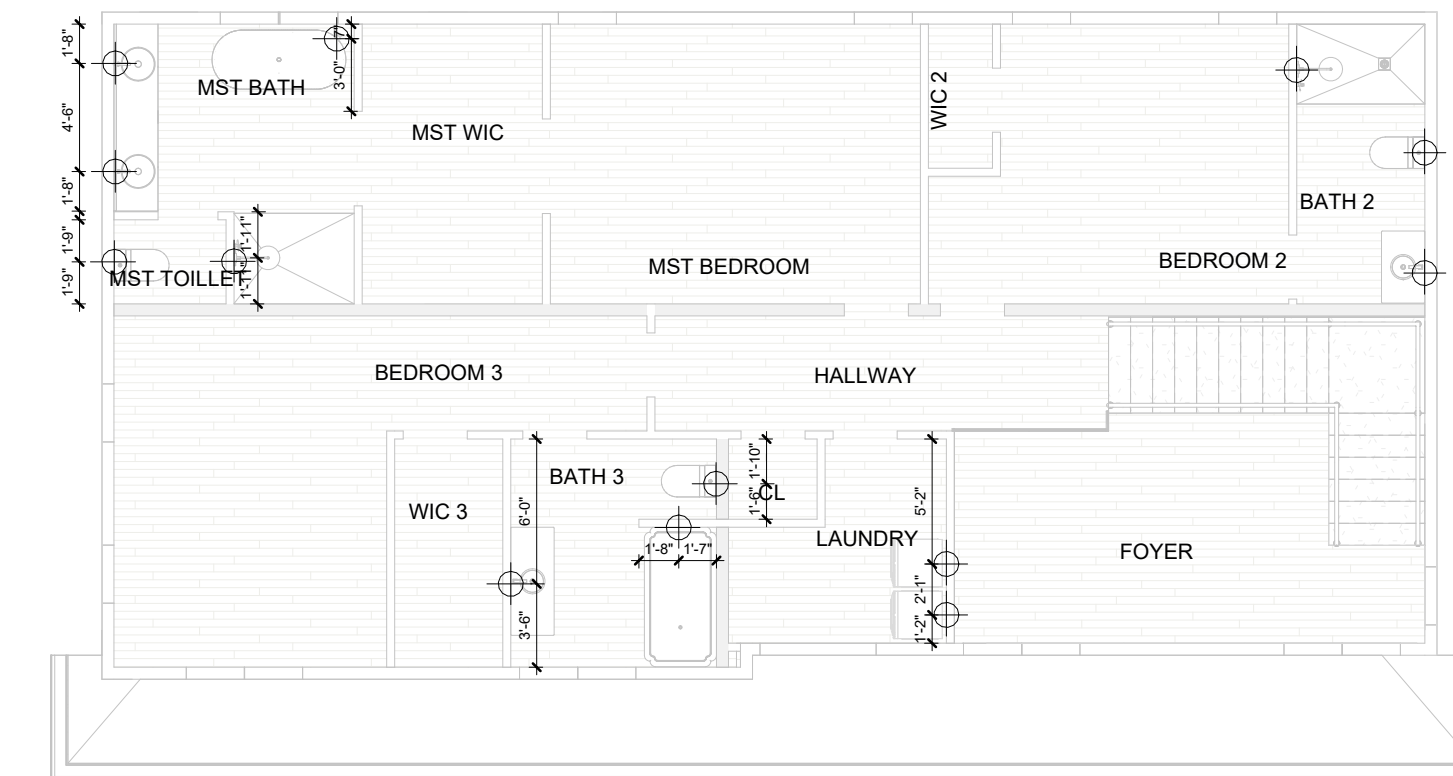 1'-8"
4'-6"
1'-8"
1'-9"
1'-9"
7"
3'-0"
MST BATH
MST WIC
WIC 2
BATH 2
1'-11"
1'-11"
MST TOILLET
MST BEDROOM
BEDROOM 2
BEDROOM 3
HALLWAY
BATH 3
6'-0"
3'-6"
WIC 3
1'-10"
1'-6"
CL
1'-8"
1'-7"
LAUNDRY
5'-2"
2'-1"
1'-2"
FOYER